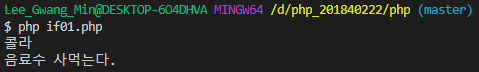 Lee_Gwang_Min@DESKTOP-6O4DHVA MINGW64 /d/php_201840222/php (master)
$ php if01.php
콜라
음료수 사먹는다.